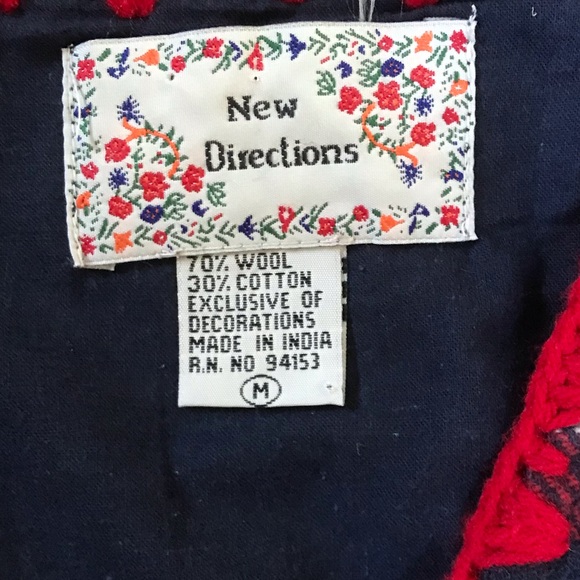 New
Directions
70% WOOL
30% COTTON
EXCLUSIVE OF
DECORATIONS
MADE IN INDIA
R.N. NO 94153
M